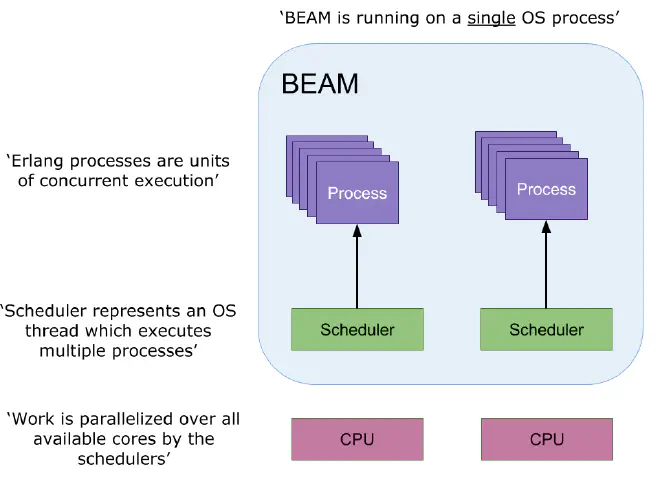 ‘BEAM is running on a single OS process’
BEAM
‘Erlang processes are units
of concurrent execution’
Process
Process
‘Scheduler represents an OS
thread which executes
multiple processes’
Scheduler
Scheduler
‘Work is parallelized over all
available cores by the
schedulers’
CPU
CPU